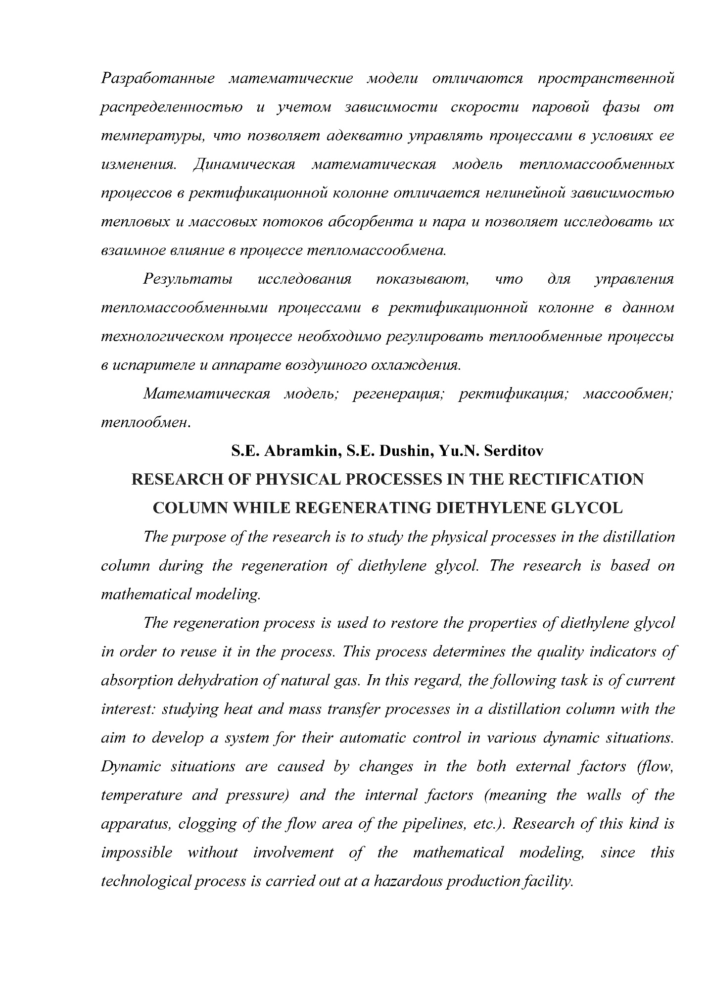 Разработанные математические модели отличаются пространственной
распределенностью и учетом зависимости скорости паровой фазы от
температуры, что позволяет адекватно управлять процессами в условиях ее
изменения. Динамическая математическая модель тепломассообменных
процессов в ректификационной колонне отличается нелинейной зависимостью
тепловых и массовых потоков абсорбента и пара и позволяет исследовать их
взаимное влияние в процессе тепломассообмена.
Результаты исследования показывают, что для управления
тепломассообменными процессами в ректификационной колонне в данном
технологическом процессе необходимо регулировать теплообменные процессы
в испарителе и аппарате воздушного охлаждения.
Математическая модель; регенерация; ректификация; массообмен;
теплообмен.
S.E. Abramkin, S.E. Dushin, Yu.N. Serditov
RESEARCH OF PHYSICAL PROCESSES IN THE RECTIFICATION
COLUMN WHILE REGENERATING DIETHYLENE GLYCOL
The purpose of the research is to study the physical processes in the distillation
column during the regeneration of diethylene glycol. The research is based on
mathematical modeling.
The regeneration process is used to restore the properties of diethylene glycol
in order to reuse it in the process. This process determines the quality indicators of
absorption dehydration of natural gas. In this regard, the following task is of current
interest: studying heat and mass transfer processes in a distillation column with the
aim to develop a system for their automatic control in various dynamic situations.
Dynamic situations are caused by changes in the both external factors (flow,
temperature and pressure) and the internal factors (meaning the walls of the
apparatus, clogging of the flow area of the pipelines, etc.). Research of this kind is
impossible without involvement of the mathematical modeling, since this
technological process is carried out at a hazardous production facility.